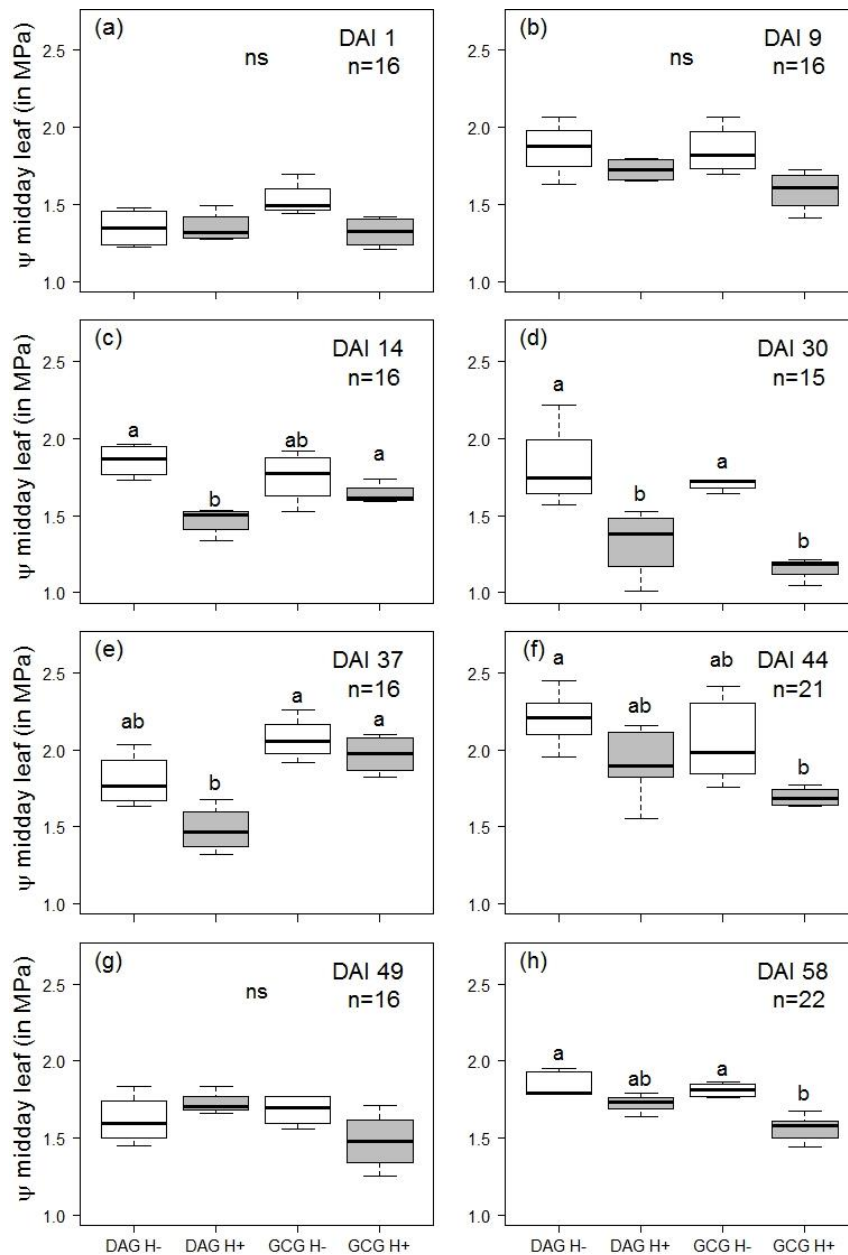 (a)
DAI 1
n=16
ns
ψ midday leaf (in MPa)
2.5
2.0
1.5
1.0
(b)
DAI 9
n=16
ns
(c)
DAI 14
n=16
a
b
ab
a
ψ midday leaf (in MPa)
2.5
2.0
1.5
1.0
(d)
DAI 30
n=15
a
b
a
b
(e)
DAI 37
n=16
ab
b
a
a
ψ midday leaf (in MPa)
2.5
2.0
1.5
1.0
(f)
DAI 44
n=21
a
ab
ab
b
(g)
DAI 49
n=16
ns
ψ midday leaf (in MPa)
2.5
2.0
1.5
1.0
DAG H- DAG H+ GCG H- GCG H+
(h)
DAI 58
n=22
a
ab
a
b
DAG H- DAG H+ GCG H- GCG H+
2.5
2.0
1.5
1.0
2.5
2.0
1.5
1.0
2.5
2.0
1.5
1.0
2.5
2.0
1.5
1.0